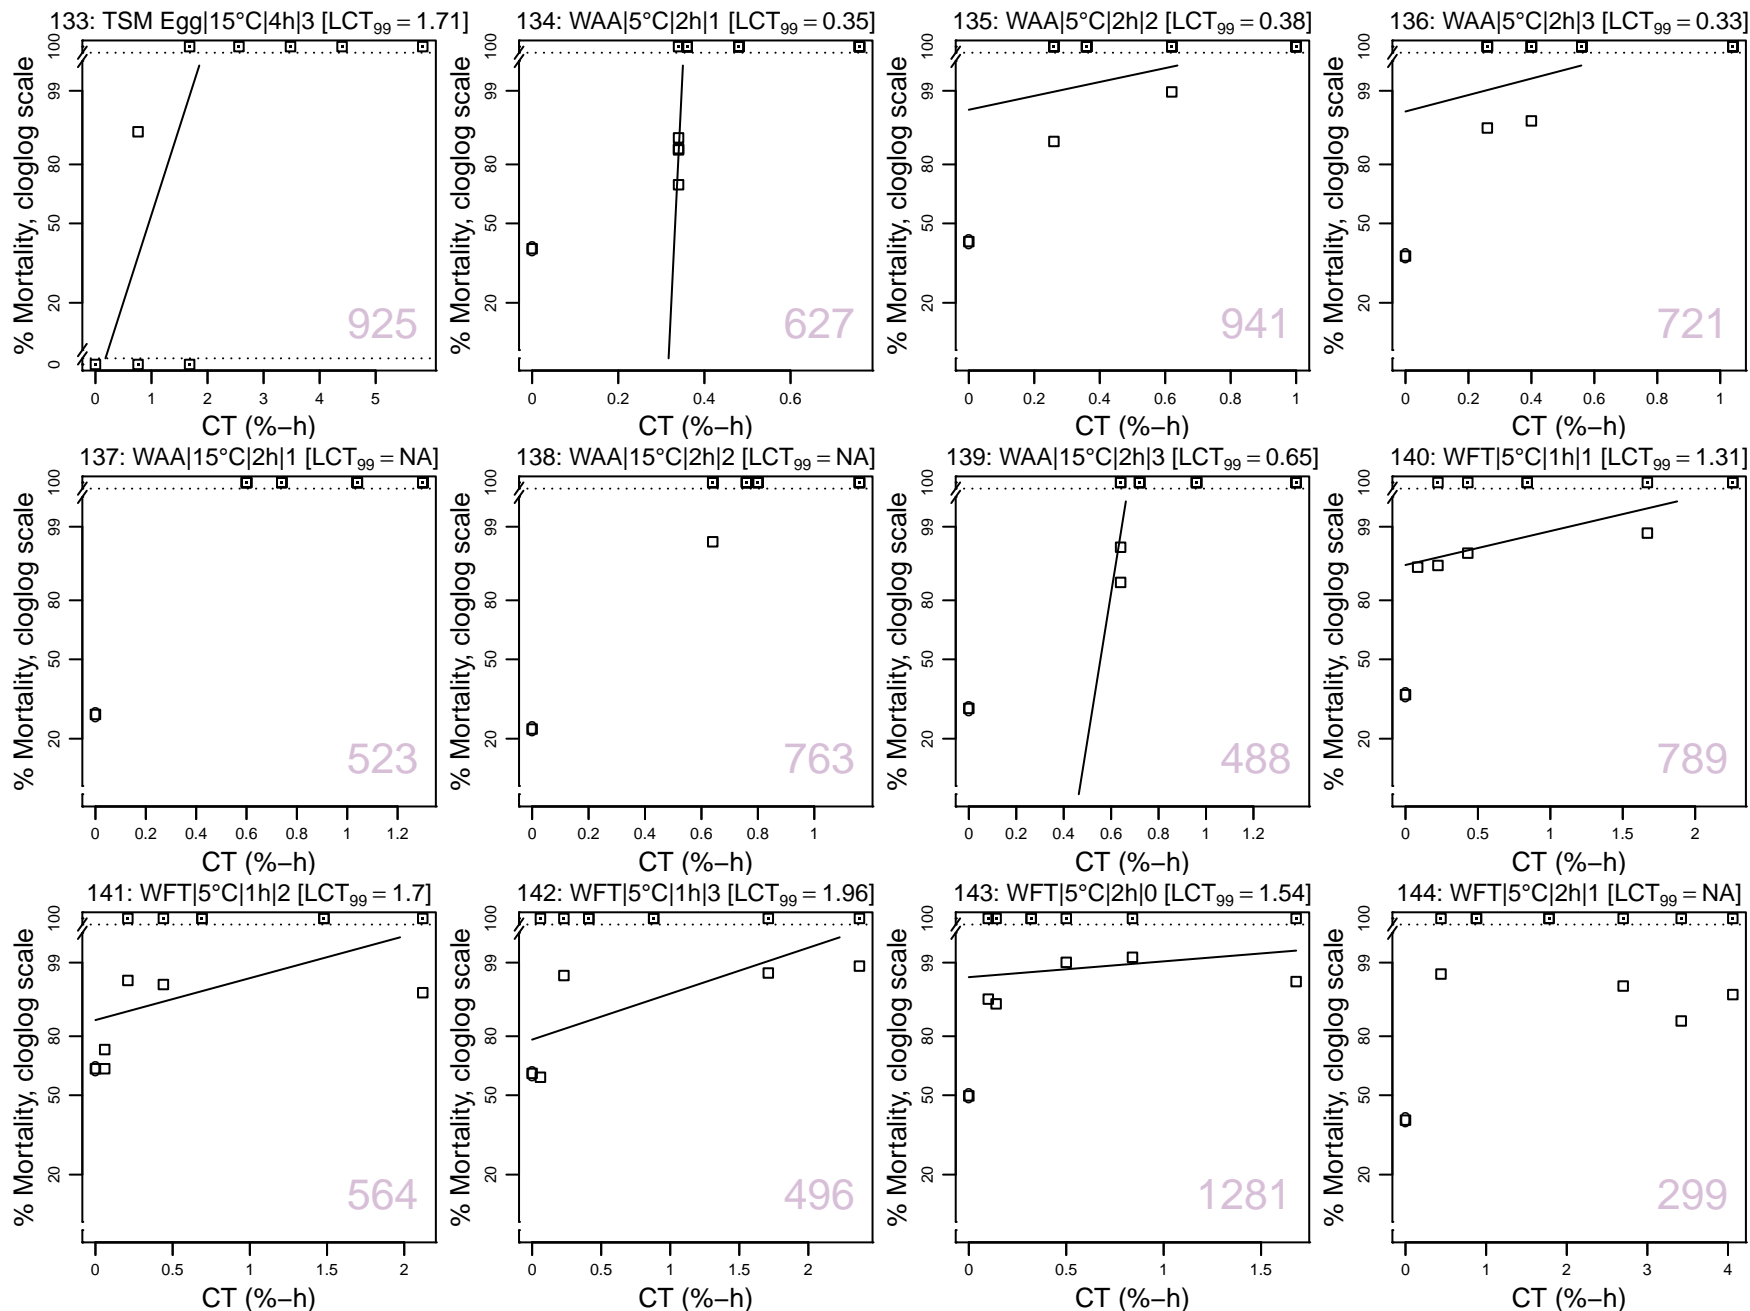 133: TSM Egg|15°C|4h|3 [LCT99 = 1.71]
% Mortality, cloglog scale
100
99
80
50
20
0
925
0 1 2 3 4 5
CT (%−h)
134: WAA|5°C|2h|1 [LCT99 = 0.35]
% Mortality, cloglog scale
100
99
80
50
20
627
0 0.2 0.4 0.6
CT (%−h)
135: WAA|5°C|2h|2 [LCT99 = 0.38]
% Mortality, cloglog scale
100
99
80
50
20
941
0 0.2 0.4 0.6 0.8 1
CT (%−h)
136: WAA|5°C|2h|3 [LCT99 = 0.33]
% Mortality, cloglog scale
100
99
80
50
20
721
0 0.2 0.4 0.6 0.8 1
CT (%−h)
137: WAA|15°C|2h|1 [LCT99 = NA]
% Mortality, cloglog scale
100
99
80
50
20
523
0 0.2 0.4 0.6 0.8 1 1.2
CT (%−h)
138: WAA|15°C|2h|2 [LCT99 = NA]
% Mortality, cloglog scale
100
99
80
50
20
763
0 0.2 0.4 0.6 0.8 1
CT (%−h)
139: WAA|15°C|2h|3 [LCT99 = 0.65]
% Mortality, cloglog scale
100
99
80
50
20
488
0 0.2 0.4 0.6 0.8 1 1.2
CT (%−h)
140: WFT|5°C|1h|1 [LCT99 = 1.31]
% Mortality, cloglog scale
100
99
80
50
20
789
0 0.5 1 1.5 2
CT (%−h)
141: WFT|5°C|1h|2 [LCT99 = 1.7]
% Mortality, cloglog scale
100
99
80
50
20
564
0 0.5 1 1.5 2
CT (%−h)
142: WFT|5°C|1h|3 [LCT99 = 1.96]
% Mortality, cloglog scale
100
99
80
50
20
496
0 0.5 1 1.5 2
CT (%−h)
143: WFT|5°C|2h|0 [LCT99 = 1.54]
% Mortality, cloglog scale
100
99
80
50
20
1281
0 0.5 1 1.5
CT (%−h)
144: WFT|5°C|2h|1 [LCT99 = NA]
% Mortality, cloglog scale
100
99
80
50
20
299
0 1 2 3 4
CT (%−h)